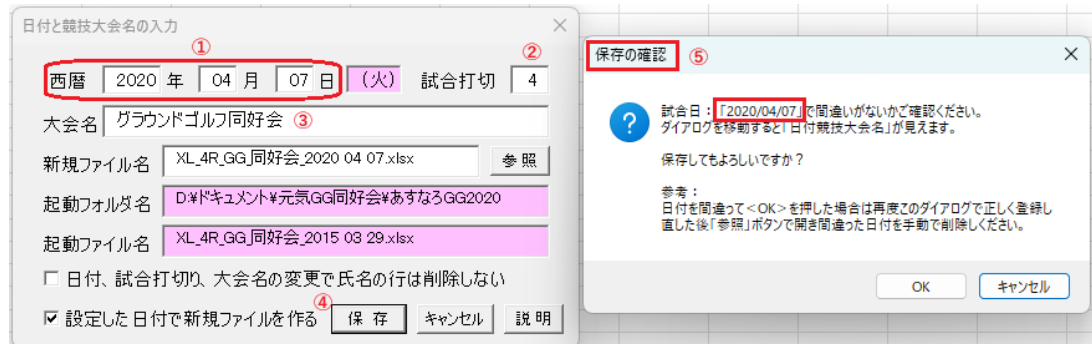 日付と競技大会名の入力
①
②
西暦 2020 年 04 月 07 日 (火) 試合打切 4
大会名 グラウンドゴルフ同好会 ③
新規ファイル名 XL_4R_GG_同好会_2020 04 07.xlsx 参照
起動フォルダ名 D:¥ドキュメント¥元気GG同好会¥あすなろGG2020
起動ファイル名 XL_4R_GG_同好会_2015 03 29.xlsx
日付、試合打切り、大会名の変更で氏名の行は削除しない
設定した日付で新規ファイルを作る ④ 保存 キャンセル 説明
保存の確認 ⑤
試合日:「2020/04/07」で間違いがないかご確認ください。
ダイアログを移動すると「日付競技大会名」が見えます。
保存してもよろしいですか?
参考:
日付を間違って<OK>を押した場合は再度このダイアログで正しく登録し
直した後「参照」ボタンで開き間違った日付を手動で削除しください。
OK キャンセル